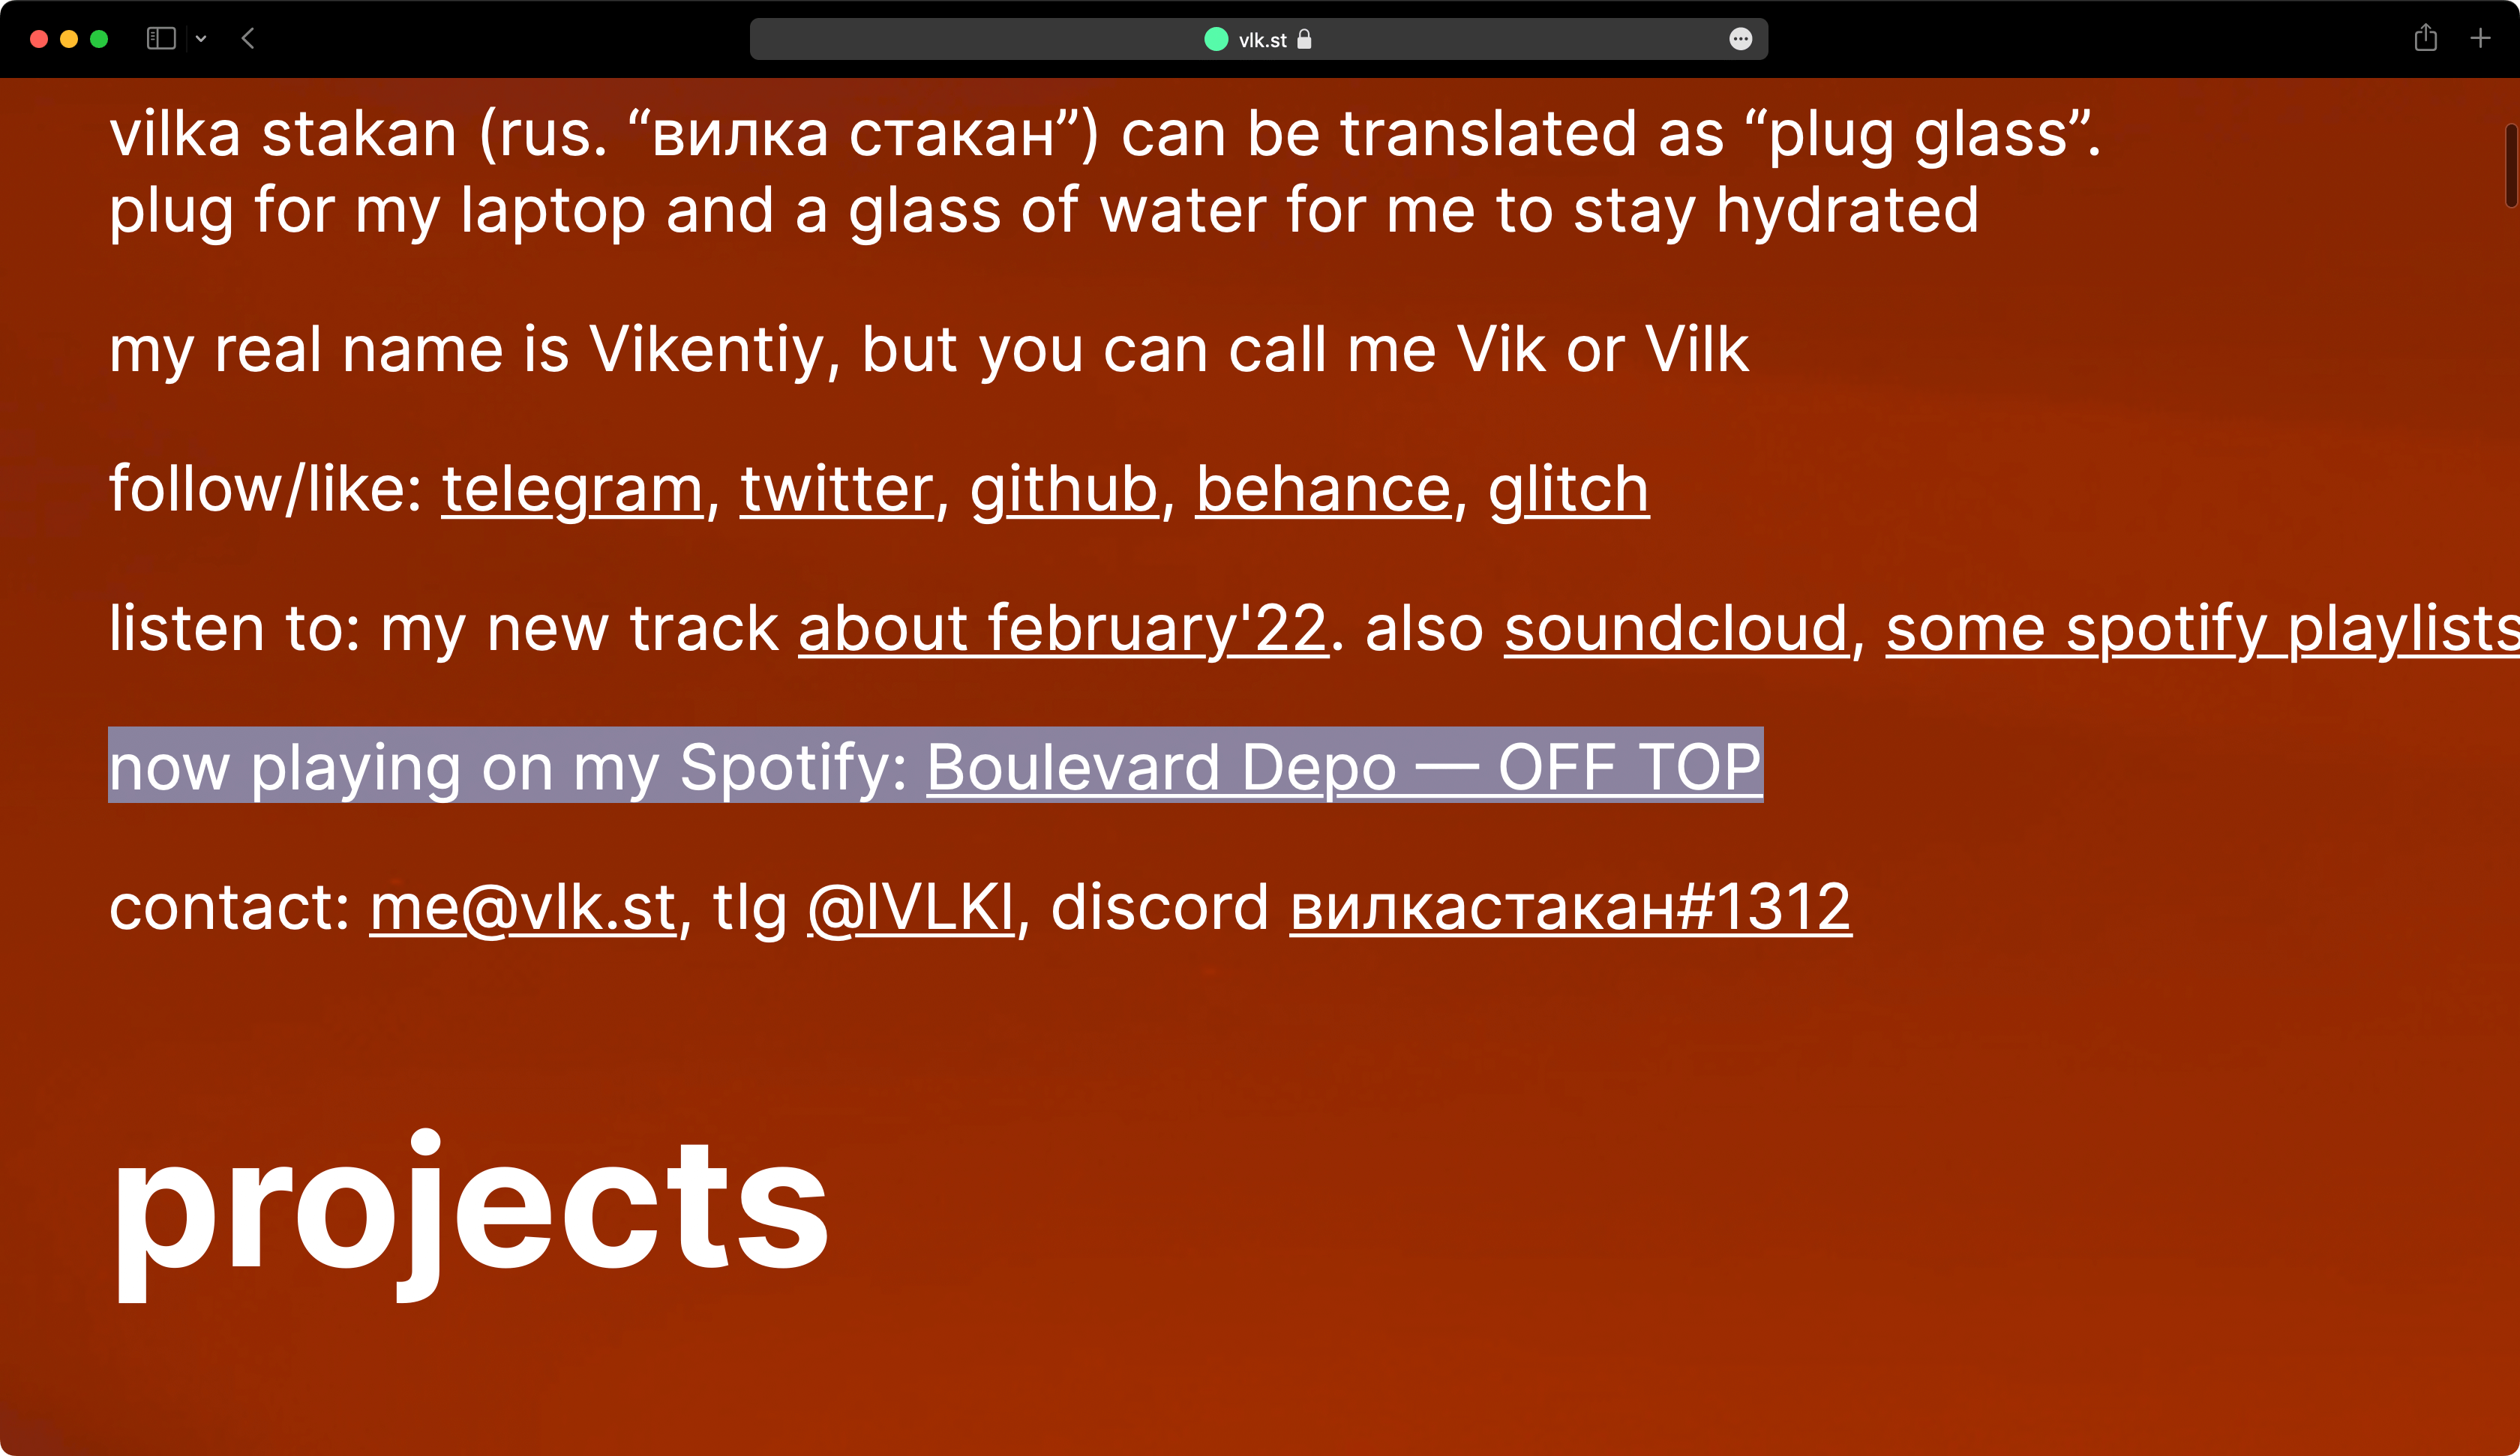 vlk.st
vilka stakan (rus. “вилка стакан”) can be translated as “plug glass”.
plug for my laptop and a glass of water for me to stay hydrated
my real name is Vikentiy, but you can call me Vik or Vilk
follow/like: telegram, twitter, github, behance, glitch
listen to: my new track about february'22. also soundcloud, some spotify playlists
now playing on my Spotify: Boulevard Depo — OFF TOP
contact: me@vlk.st, tlg @IVLKI, discord вилкастакан#1312
projects